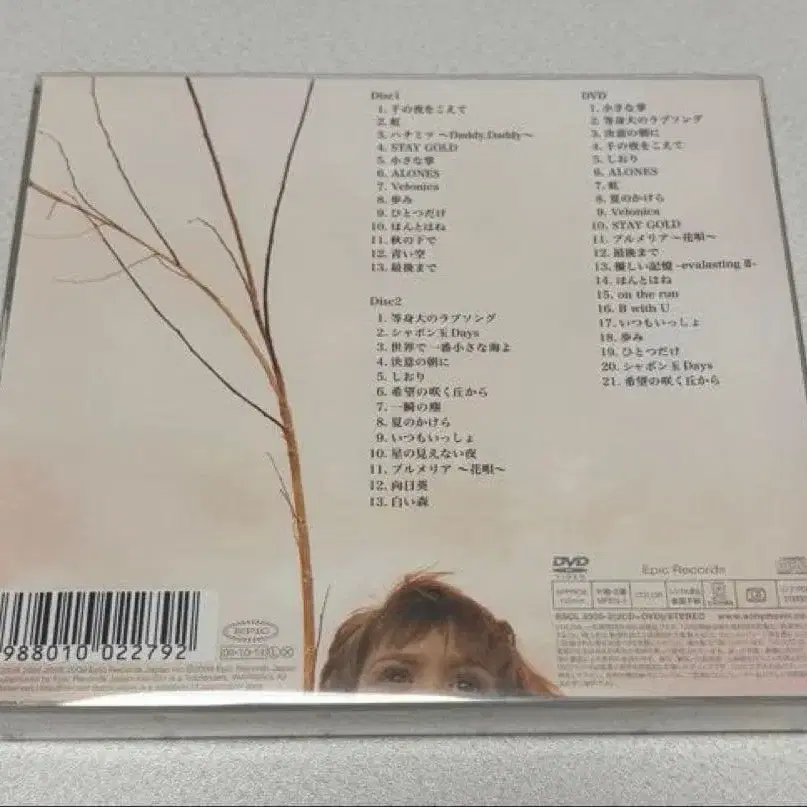 Disc1
1. 千の夜をこえて
2. 虹
3. ハチミツ 〜Daddy,Daddy〜
4. STAY GOLD
5. 小さな掌
6. ALONES
7. Velonica
8. 歩み
9. ひとつだけ
10. ほんとはね
11. 秋の下で
12. 青い空
13. 最後まで
Disc2
1. 等身大のラブソング
2. シャボン玉 Days
3. 世界で一番小さな海よ
4. 決意の朝に
5. しおり
6. 希望の咲く丘から
7. 一瞬の塵
8. 夏のかけら
9. いつもいっしょ
10. 星の見えない夜
11. プルメリア 〜花唄〜
12. 向日葵
13. 白い森
DVD
1. 小さな掌
2. 等身大のラブソング
3. 決意の朝に
4. 千の夜をこえて
5. しおり
6. ALONES
7. 虹
8. 夏のかけら
9. Velonica
10. STAY GOLD
11. プルメリア 〜花唄〜
12. 最後まで
13. 優しい記憶 -evalasting Ⅱ-
14. ほんとはね
15. on the run
16. B with U
17. いつもいっしょ
18. 歩み
19. ひとつだけ
20. シャボン玉 Days
21. 希望の咲く丘から
DVD
Epic Records
COLOR
EPIC
988010 022792